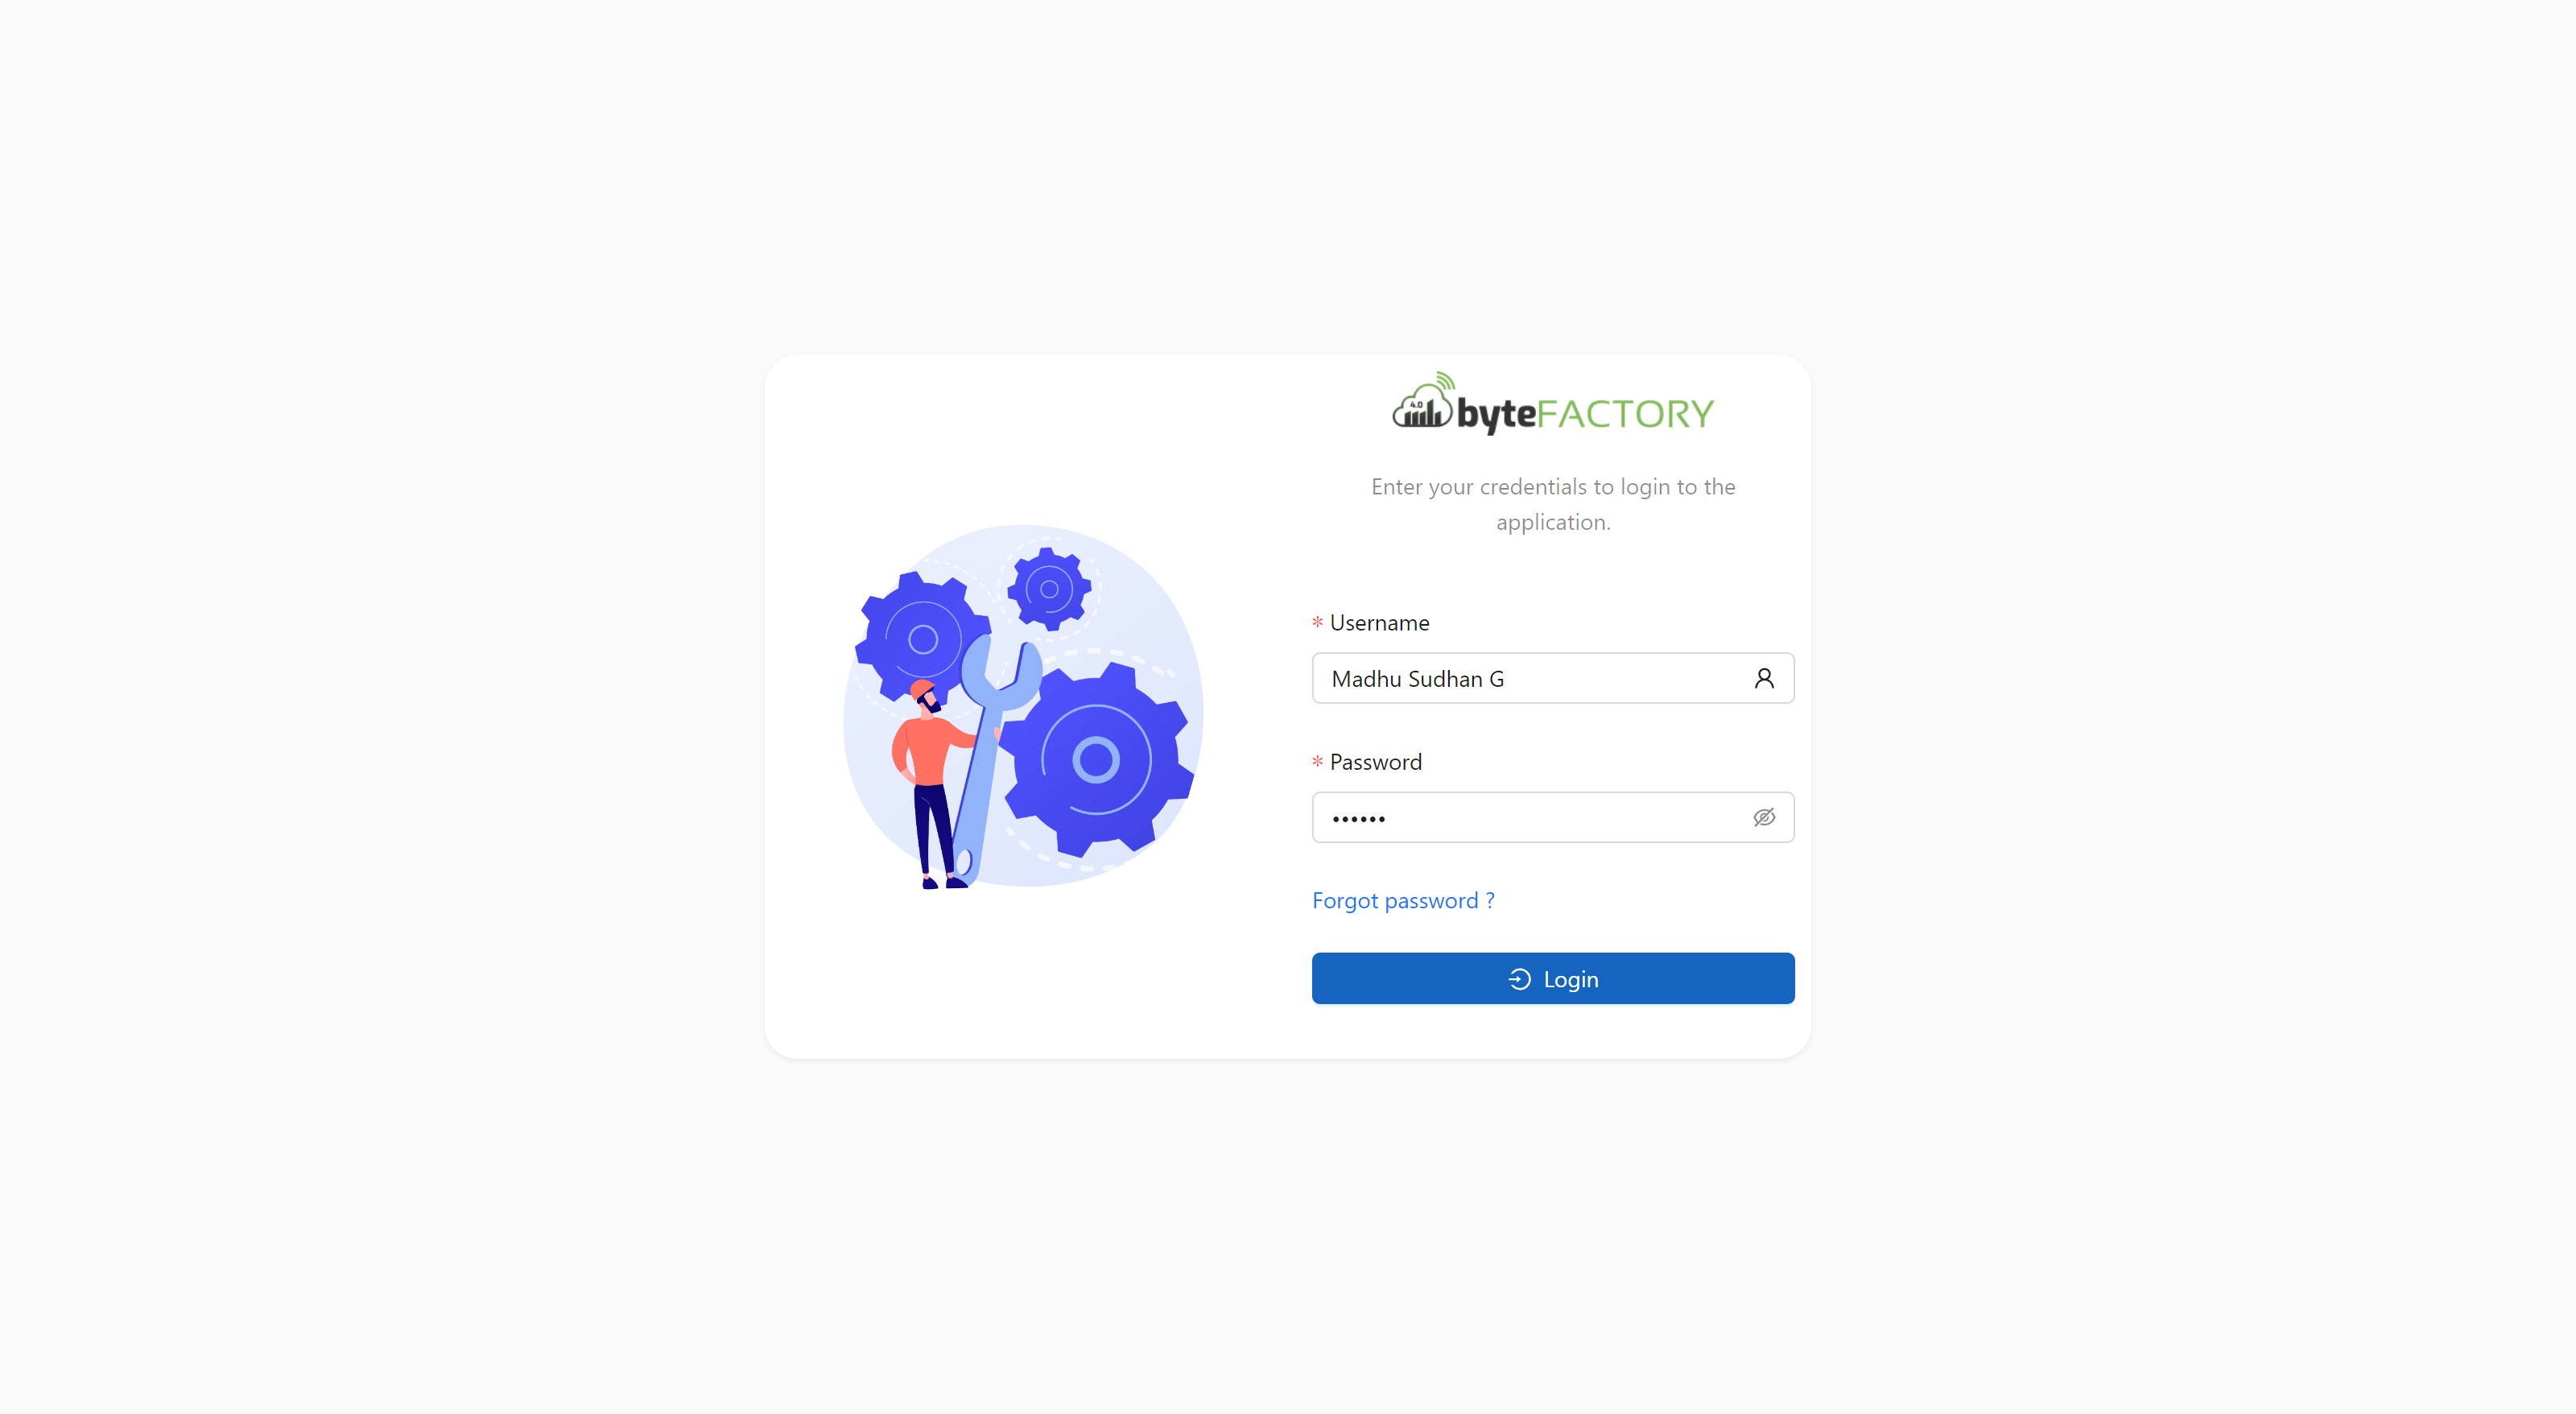 4.0
byteFACTORY
Enter your credentials to login to the
application.
* Username
Madhu Sudhan G
* Password
••••••
Forgot password ?
Login